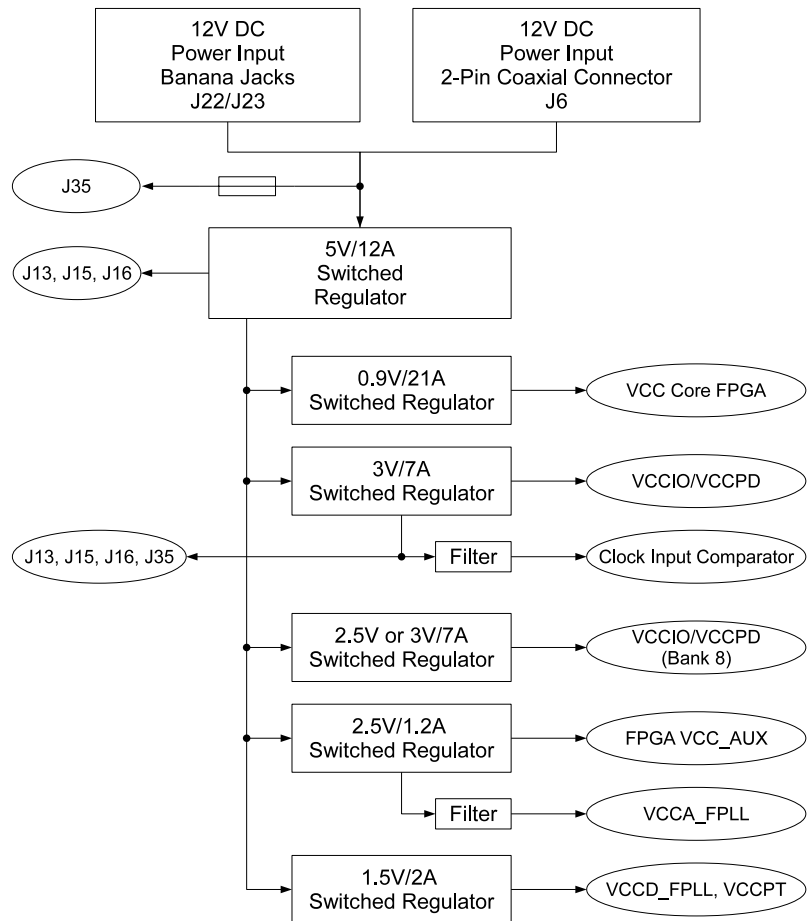 12V DC
Power Input
Banana Jacks
J22/J23
12V DC
Power Input
2-Pin Coaxial Connector
J6
J35
5V/12A
Switched
Regulator
J13, J15, J16
0.9V/21A
Switched Regulator
VCC Core FPGA
3V/7A
Switched Regulator
VCCIO/VCCPD
J13, J15, J16, J35
Filter
Clock Input Comparator
2.5V or 3V/7A
Switched Regulator
VCCIO/VCCPD
(Bank 8)
2.5V/1.2A
Switched Regulator
FPGA VCC_AUX
Filter
VCCA_FPLL
1.5V/2A
Switched Regulator
VCCD_FPLL, VCCPT